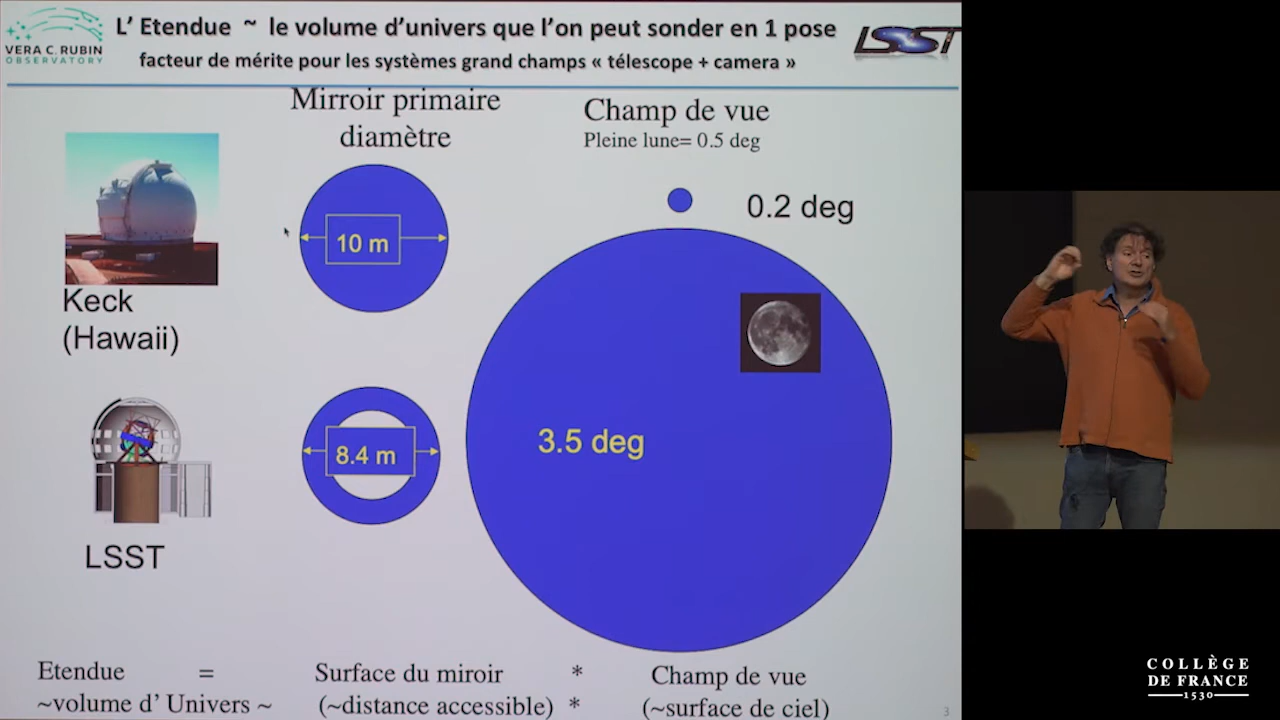 VERA C. RUBIN
OBSERVATORY
L' Etendue ~ le volume d'univers que l'on peut sonder en 1 pose
facteur de mérite pour les systèmes grand champs « télescope + camera »
LSST
Mirroir primaire
diamètre
Champ de vue
Pleine lune= 0.5 deg
0.2 deg
10 m
Keck
(Hawaii)
8.4 m
3.5 deg
LSST
Etendue = Surface du miroir * Champ de vue
~volume d' Univers ~ (~distance accessible) * (~surface de ciel)
3
COLLÈGE
DE FRANCE
1530